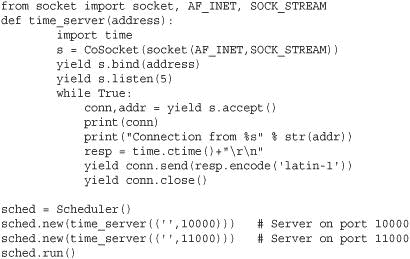 from socket import socket, AF_INET, SOCK_STREAM
def time_server(address):
        import time
        s = CoSocket(socket(AF_INET,SOCK_STREAM))
        yield s.bind(address)
        yield s.listen(5)
        while True:
            conn,addr = yield s.accept()
            print(conn)
            print("Connection from %s" % str(addr))
            resp = time.ctime()+"\r\n"
            yield conn.send(resp.encode('latin-1'))
            yield conn.close()

sched = Scheduler()
sched.new(time_server(('',10000)))   # Server on port 10000
sched.new(time_server(('',11000)))   # Server on port 11000
sched.run()